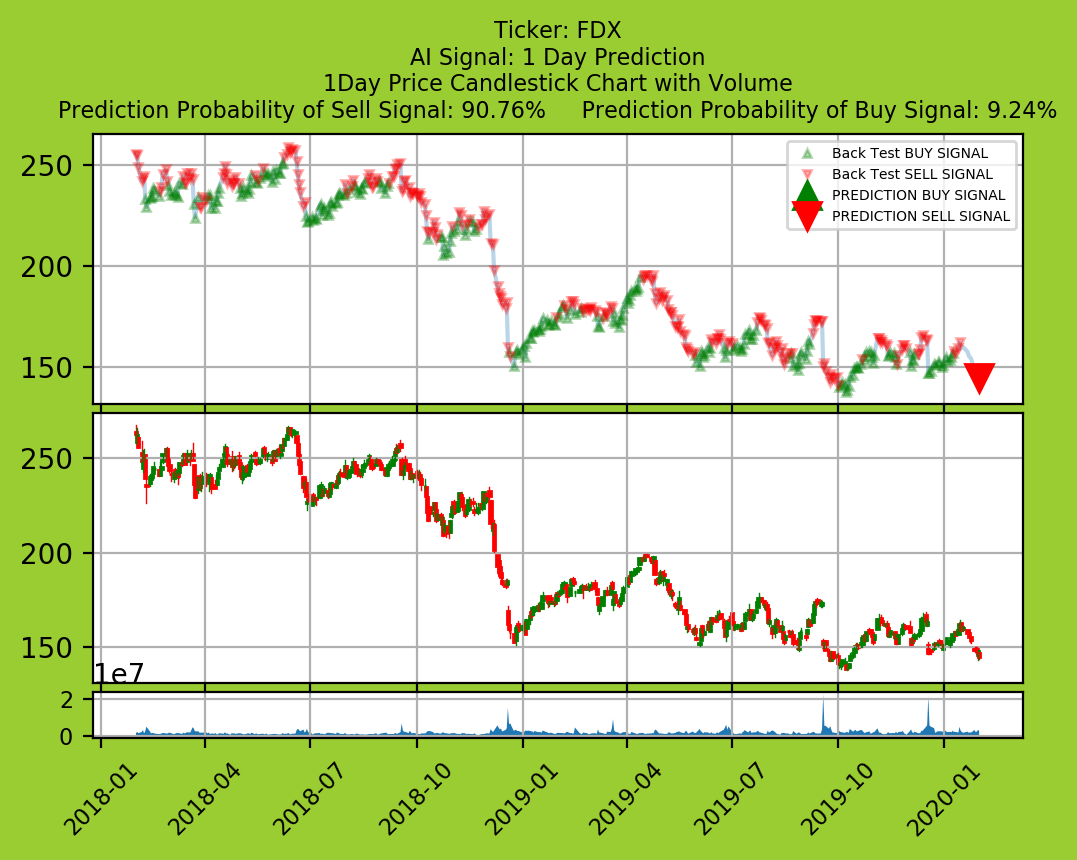 Ticker: FDX
AI Signal: 1 Day Prediction
1Day Price Candlestick Chart with Volume
Prediction Probability of Sell Signal: 90.76% Prediction Probability of Buy Signal: 9.24%
250
200
150
Back Test BUY SIGNAL
Back Test SELL SIGNAL
PREDICTION BUY SIGNAL
PREDICTION SELL SIGNAL
250
200
150
1e7
2
0
2018-01
2018-04
2018-07
2018-10
2019-01
2019-04
2019-07
2019-10
2020-01